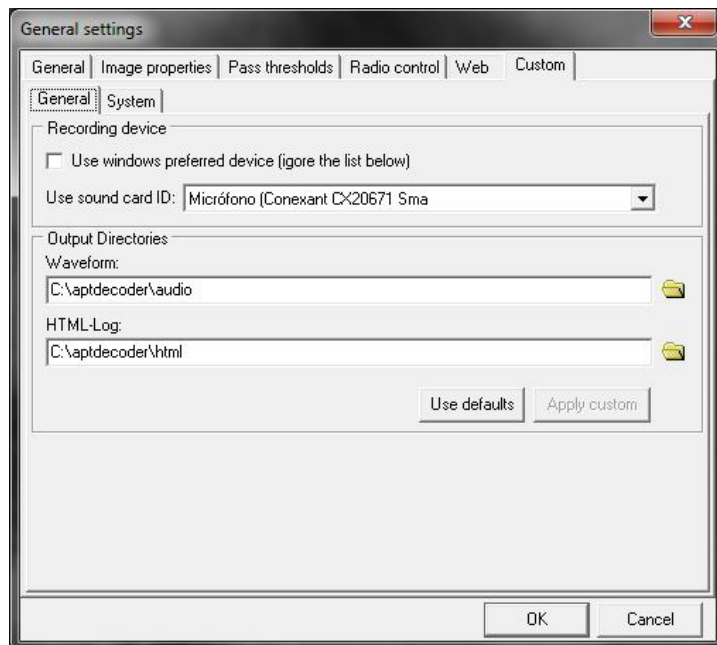 General settings
General Image properties Pass thresholds Radio control Web Custom
General System
Recording device
Use windows preferred device (igore the list below)
Use sound card ID: Micrófono (Conexant CX20671 Sma
Output Directories
Waveform:
C:\aptdecoder\audio
HTML-Log:
C:\aptdecoder\html
Use defaults Apply custom
OK Cancel